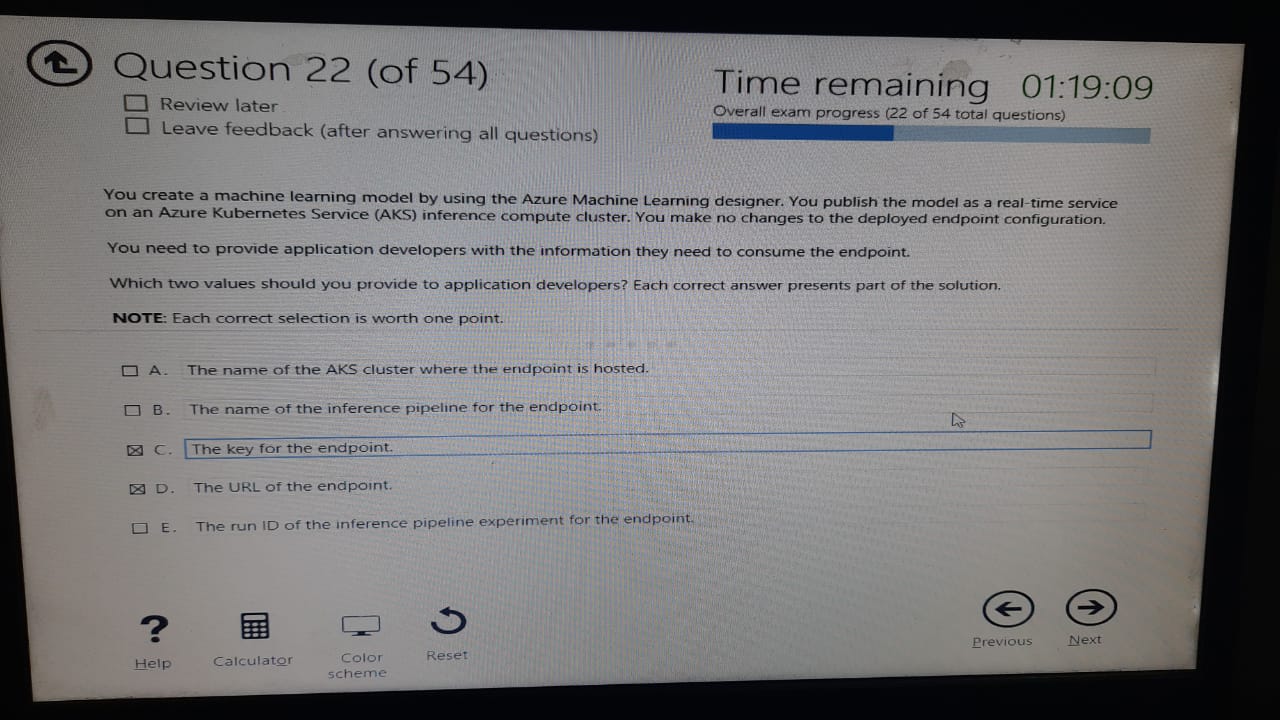 Question 22 (of 54)
Review later
Leave feedback (after answering all questions)
Time remaining 01:19:09
Overall exam progress (22 of 54 total questions)
You create a machine learning model by using the Azure Machine Learning designer. You publish the model as a real-time service
on an Azure Kubernetes Service (AKS) inference compute cluster. You make no changes to the deployed endpoint configuration.
You need to provide application developers with the information they need to consume the endpoint.
Which two values should you provide to application developers? Each correct answer presents part of the solution.
NOTE: Each correct selection is worth one point.
A. The name of the AKS cluster where the endpoint is hosted.
B. The name of the inference pipeline for the endpoint.
C. The key for the endpoint.
D. The URL of the endpoint.
E. The run ID of the inference pipeline experiment for the endpoint.
? Help
Calculator
Color
scheme
Reset
Previous
Next